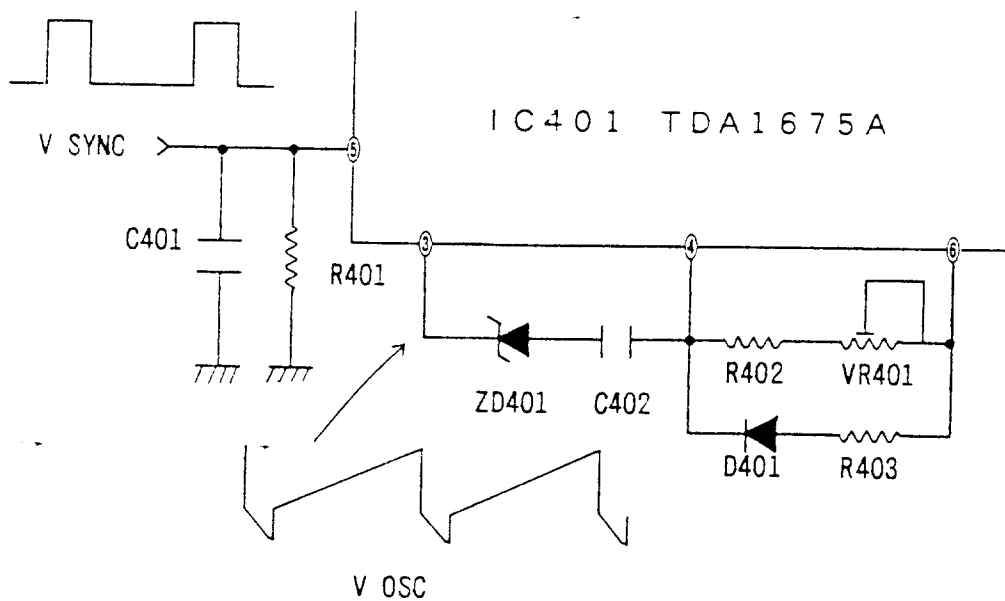 IC401 TDA1675A
V SYNC
5
C401
R401
3
4
6
ZD401
C402
R402
VR401
D401
R403
V OSC